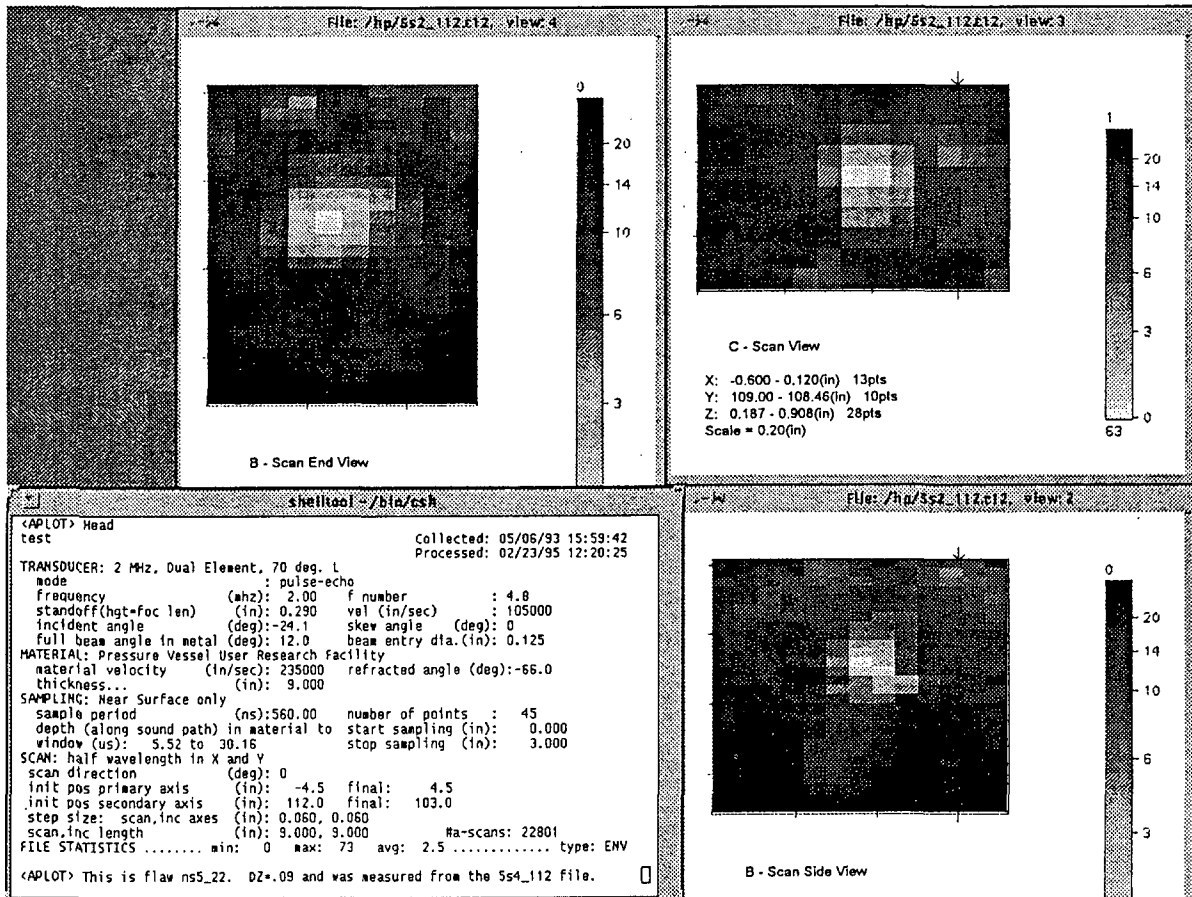 File: /hp/5s2_112.t12, view:4
0
20
14
10
6
3
B - Scan End View
File: /hp/5s2_112.t12, view:3
1
20
14
10
6
3
0
63
C - Scan View
X: -0.600 - 0.120(in) 13pts
Y: 109.00 - 108.46(in) 10pts
Z: 0.187 - 0.908(in) 28pts
Scale = 0.20(in)
shelltool - /bin/csh
<APLOT> Head
test Collected: 05/06/93 15:59:42
Processed: 02/23/95 12:20:25
TRANSDUCER: 2 MHz, Dual Element, 70 deg. L
mode : pulse-echo
frequency (mhz): 2.00 f number : 4.8
standoff(hgt=foc len) (in): 0.290 vel (in/sec) : 105000
incident angle (deg):-24.1 skew angle (deg): 0
full beam angle in metal (deg): 12.0 beam entry dia.(in): 0.125
MATERIAL: Pressure Vessel User Research Facility
material velocity (in/sec): 235000 refracted angle (deg):-66.0
thickness... (in): 9.000
SAMPLING: Near Surface only
sample period (ns):560.00 number of points : 45
depth (along sound path) in material to start sampling (in): 0.000
window (us): 5.52 to 30.16 stop sampling (in): 3.000
SCAN: half wavelength in X and Y
scan direction (deg): 0
init pos primary axis (in): -4.5 final: 4.5
init pos secondary axis (in): 112.0 final: 103.0
step size: scan,inc axes (in): 0.060, 0.060
scan,inc length (in): 9.000, 9.000 #a-scans: 22801
FILE STATISTICS ........ min: 0 max: 73 avg: 2.5 ............. type: ENV
<APLOT> This is flaw ns5_22. DZ=.09 and was measured from the 5s4_112 file.
File: /hp/5s2_112.t12, view:2
0
20
14
10
6
3
B - Scan Side View